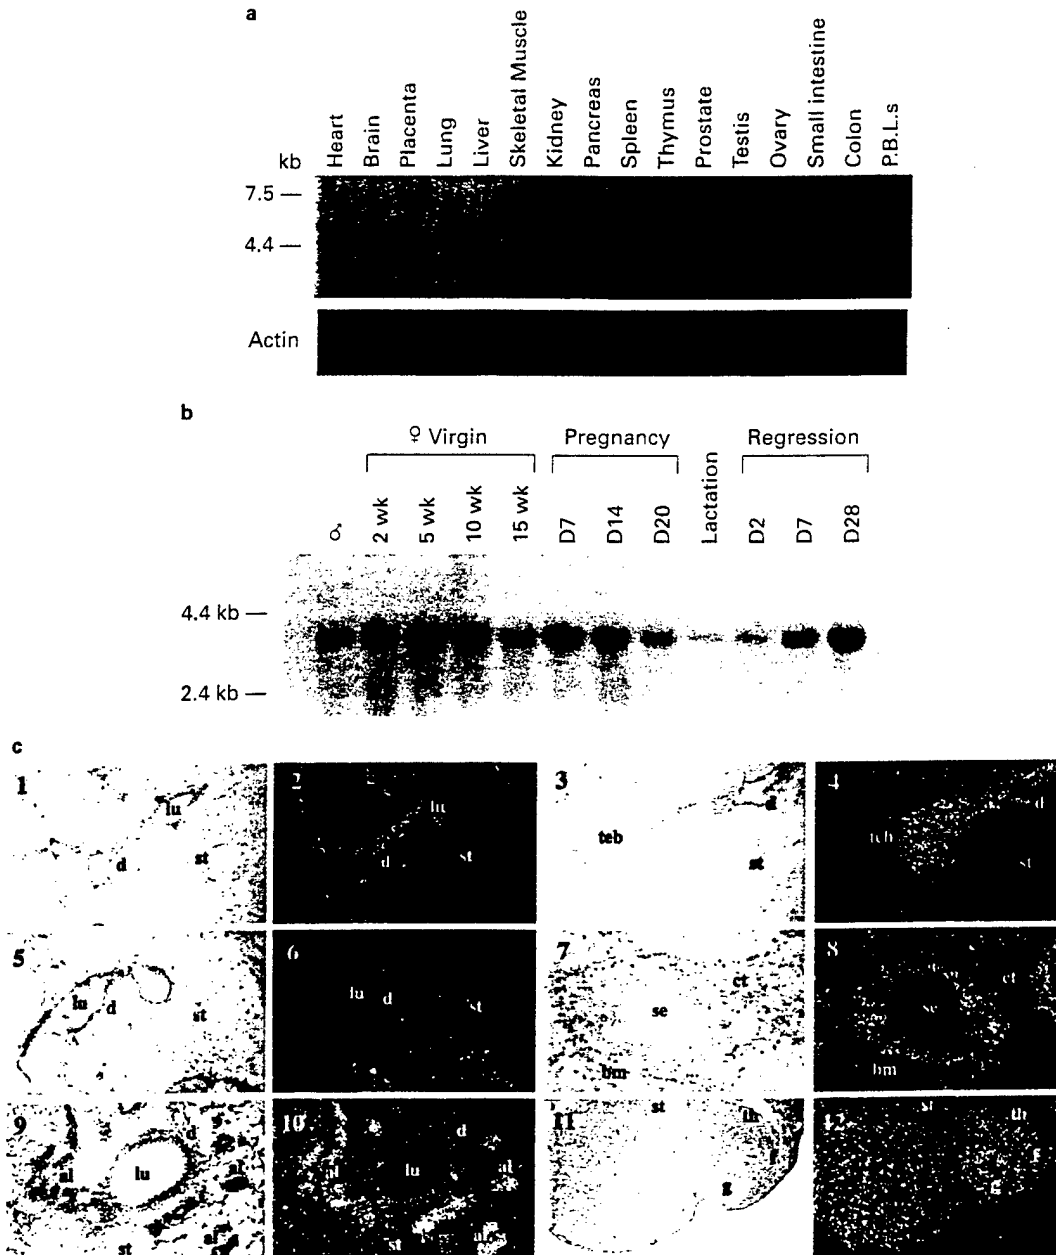 a
kb
Heart
Brain
Placenta
Lung
Liver
Skeletal Muscle
Kidney
Pancreas
Spleen
Thymus
Prostate
Testis
Ovary
Small intestine
Colon
P.B.L.s
7.5
4.4
Actin
b
♀ Virgin
Pregnancy
Regression
♂
2 wk
5 wk
10 wk
15 wk
D7
D14
D20
Lactation
D2
D7
D28
4.4 kb
2.4 kb
c
1
lu
d
st
2
lu
d
st
3
d
teb
st
4
d
st
5
lu
d
st
6
lu
d
st
7
ct
se
bm
8
ct
se
bm
9
d
al
lu
al
st
10
d
al
lu
st
11
st
th
f
g
12
st
th
f